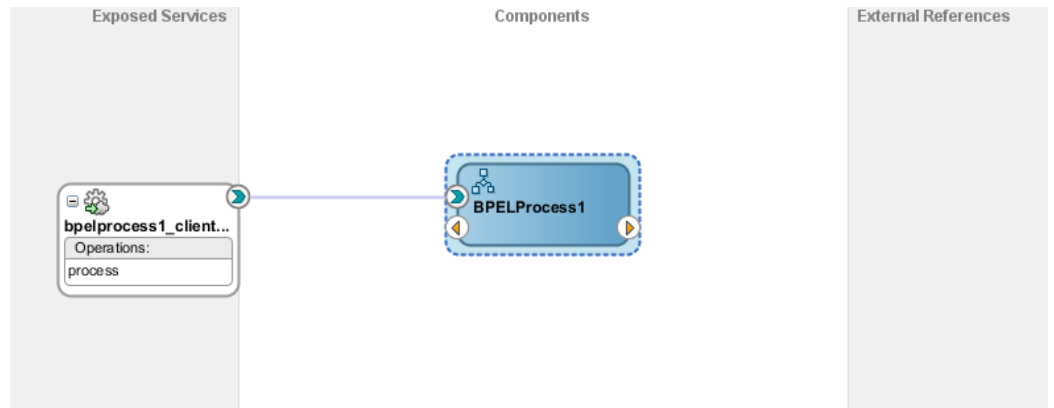 Exposed Services
Components
External References
bpelprocess1_client...
Operations:
process
BPELProcess1